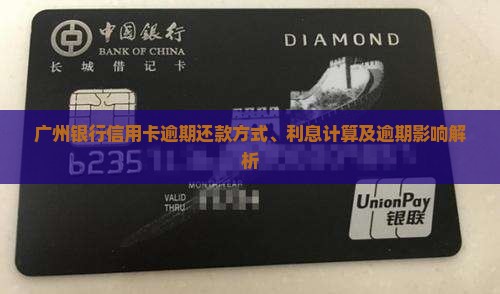 中国银行
BANK OF CHINA
长城借记卡
DIAMOND
广州银行信用卡逾期还款方式、利息计算及逾期影响解
析
6235
MONTH/YEAR
VALID
THRU
UnionPay
银联